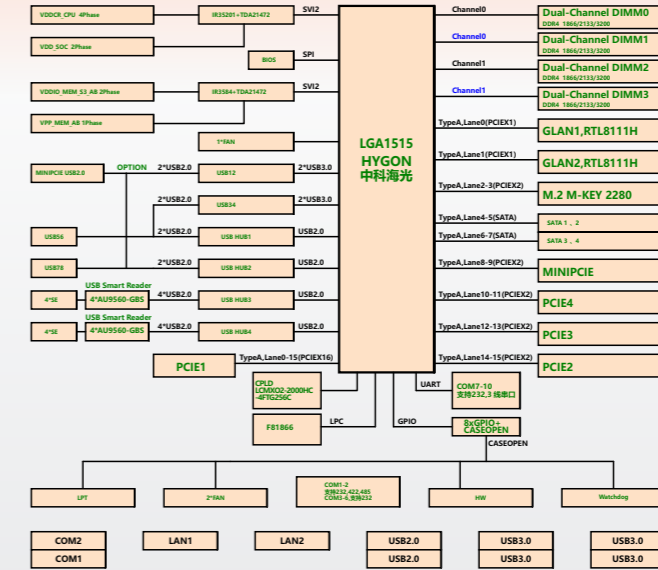 VDDCR_CPU 4Phase
IR35201+TDA21472
SVI2
VDD_SOC 2Phase
BIOS
SPI
VDDIO_MEM_S3_AB 2Phase
IR3584+TDA21472
SVI2
VPP_MEM_AB 1Phase
1*FAN
MINIPCIE USB2.0
OPTION
2*USB2.0
USB12
2*USB3.0
2*USB2.0
USB34
2*USB3.0
USB56
2*USB2.0
USB HUB1
USB2.0
USB78
2*USB2.0
USB HUB2
USB2.0
USB Smart Reader
4*SE
4*AU9560-GBS
4*USB2.0
USB HUB3
USB2.0
USB Smart Reader
4*SE
4*AU9560-GBS
4*USB2.0
USB HUB4
USB2.0
PCIE1
TypeA,Lane0-15(PCIEX16)
LGA1515
HYGON
中科海光
Channel0
Dual-Channel DIMM0
DDR4 1866/2133/3200
Channel0
Dual-Channel DIMM1
DDR4 1866/2133/3200
Channel1
Dual-Channel DIMM2
DDR4 1866/2133/3200
Channel1
Dual-Channel DIMM3
DDR4 1866/2133/3200
TypeA,Lane0(PCIEX1)
GLAN1,RTL8111H
TypeA,Lane1(PCIEX1)
GLAN2,RTL8111H
TypeA,Lane2-3(PCIEX2)
M.2 M-KEY 2280
TypeA,Lane4-5(SATA)
SATA 1 、2
TypeA,Lane6-7(SATA)
SATA 3 、4
TypeA,Lane8-9(PCIEX2)
MINIPCIE
TypeA,Lane10-11(PCIEX2)
PCIE4
TypeA,Lane12-13(PCIEX2)
PCIE3
TypeA,Lane14-15(PCIEX2)
PCIE2
CPLD
LCMXO2-2000HC
-4FTG256C
UART
COM7-10
支持232,3 线串口
F81866
LPC
GPIO
8xGPIO+
CASEOPEN
CASEOPEN
LPT
2*FAN
COM1-2
支持232,422,485
COM3-6,支持232
HW
Watchdog
COM2
COM1
LAN1
LAN2
USB2.0
USB2.0
USB3.0
USB3.0
USB3.0
USB3.0